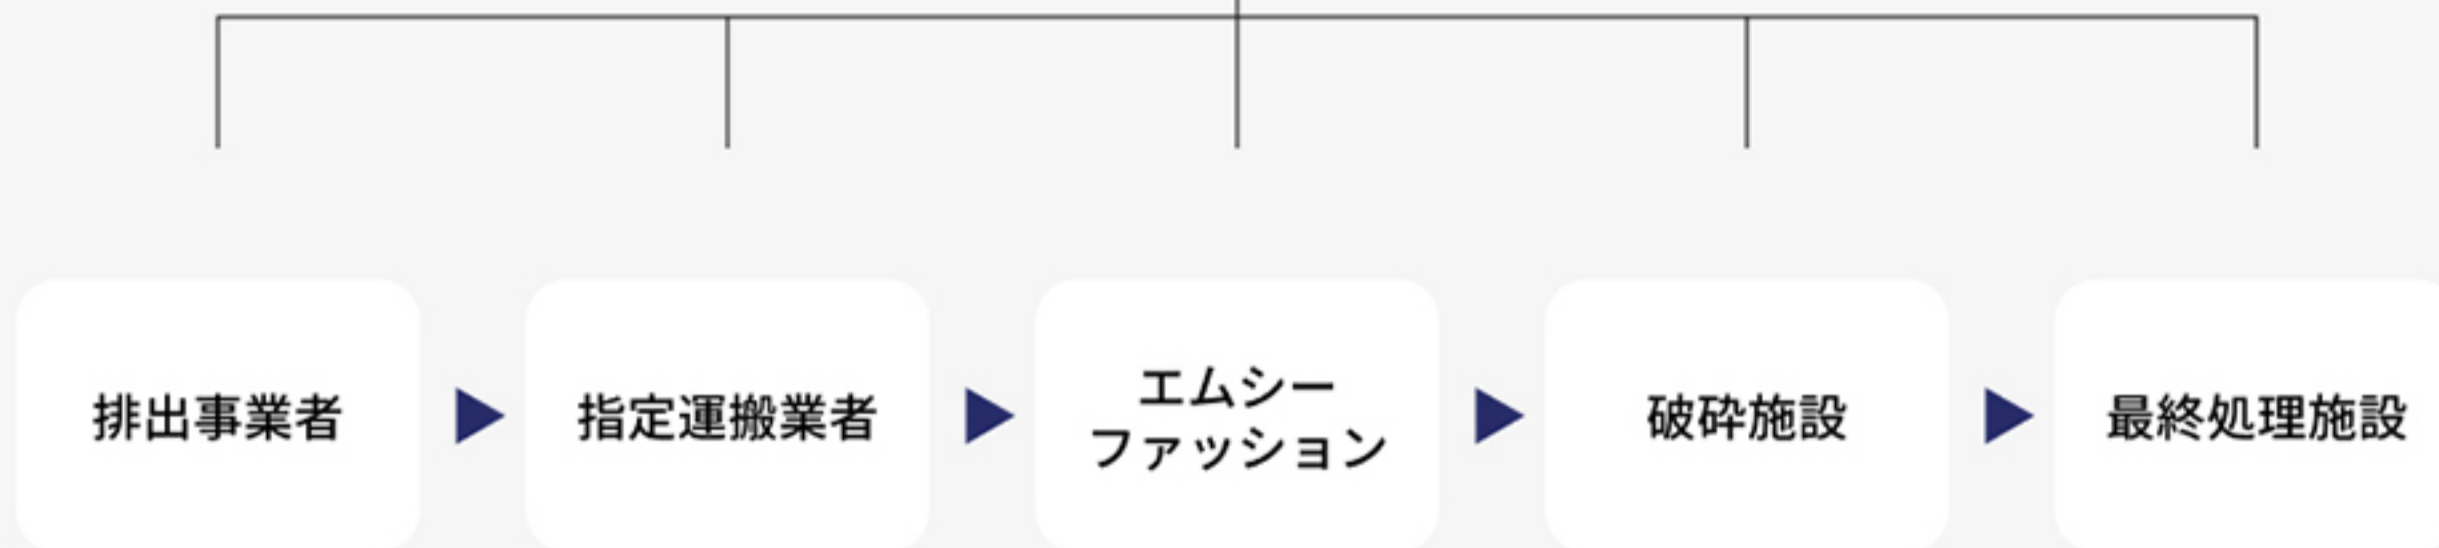 排出事業者
指定運搬業者
エムシー
ファッション
破砕施設
最終処理施設